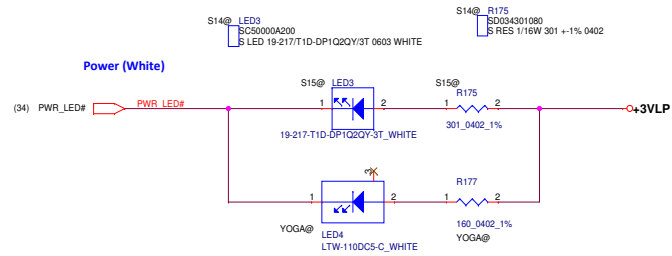 S14@ LED3
SC50000A200
S LED 19-217/T1D-DP1Q2QY/3T 0603 WHITE
S14@ R175
SD034301080
S RES 1/16W 301 +-1% 0402
Power (White)
S15@ LED3
S15@
R175
(34) PWR_LED#
PWR_LED#
1
2
1
2
+3VLP
19-217-T1D-DP1Q2QY-3T_WHITE
301_0402_1%
3
R177
1
2
1
2
YOGA@
LED4
LTW-110DC5-C_WHITE
160_0402_1%
YOGA@